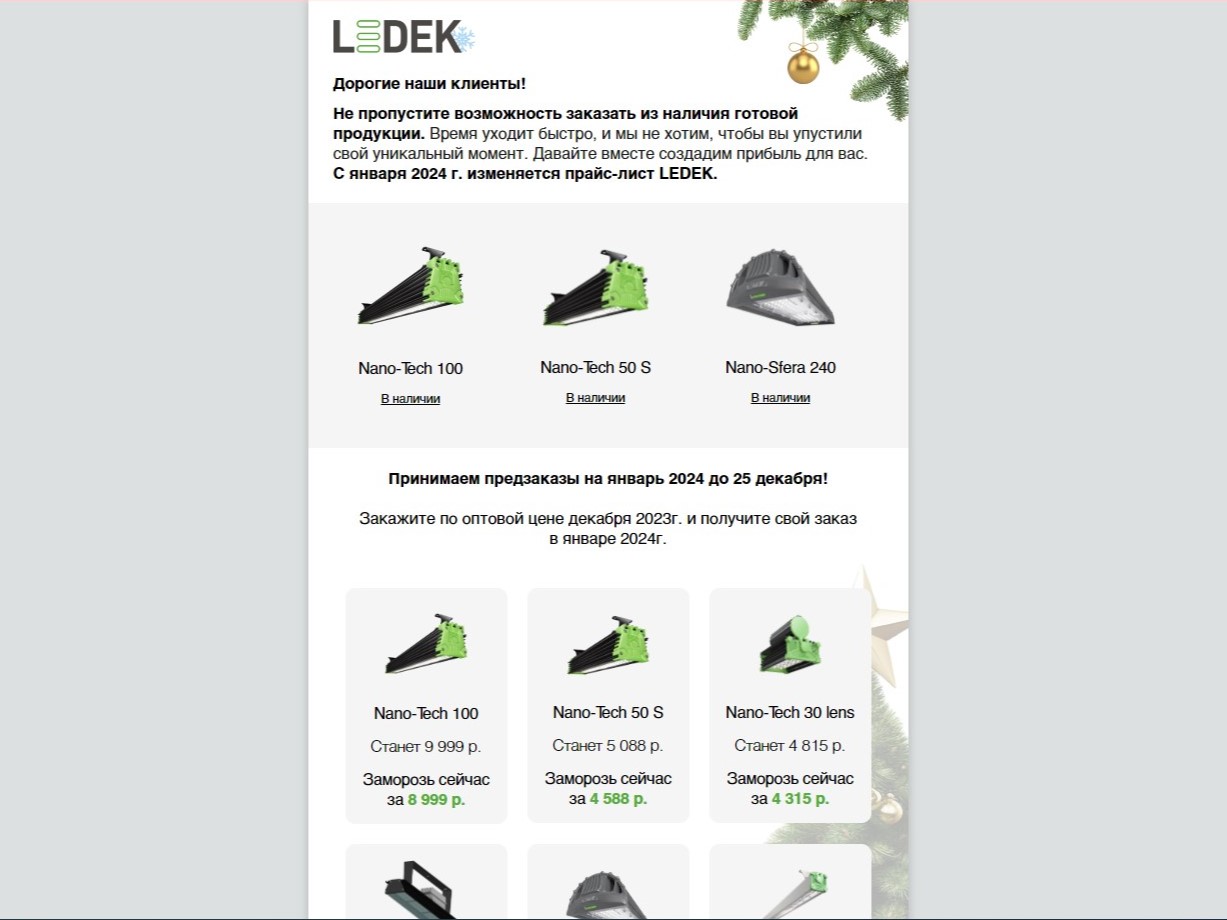 LEDEK
Дорогие наши клиенты!
Не пропустите возможность заказать из наличия готовой
продукции. Время уходит быстро, и мы не хотим, чтобы вы упустили
свой уникальный момент. Давайте вместе создадим прибыль для вас.
С января 2024 г. изменяется прайс-лист LEDEK.
Nano-Tech 100
Nano-Tech 50 S
Nano-Sfera 240
В наличии
В наличии
В наличии
Принимаем предзаказы на январь 2024 до 25 декабря!
Закажите по оптовой цене декабря 2023г. и получите свой заказ
в январе 2024г.
Nano-Tech 100
Станет 9 999 р.
Заморозь сейчас
за 8 999 р.
Nano-Tech 50 S
Станет 5 088 р.
Заморозь сейчас
за 4 588 р.
Nano-Tech 30 lens
Станет 4 815 р.
Заморозь сейчас
за 4 315 р.